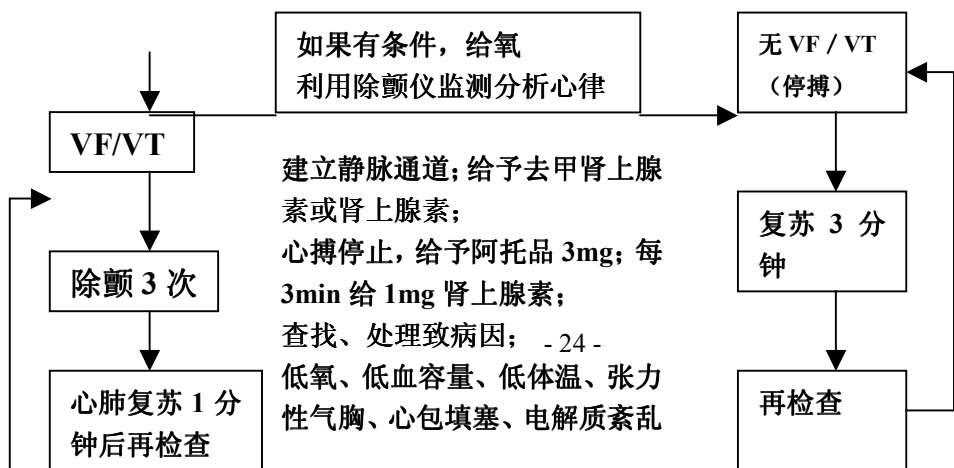 如果有条件，给氧
利用除颤仪监测分析心律
无 VF / VT
（停搏）
VF/VT
建立静脉通道；给予去甲肾上腺
素或肾上腺素；
心搏停止，给予阿托品 3mg；每
3min 给 1mg 肾上腺素；
查找、处理致病因；
- 24 -
低氧、低血容量、低体温、张力
性气胸、心包填塞、电解质紊乱
除颤 3 次
心肺复苏 1 分
钟后再检查
复苏 3 分
钟
再检查